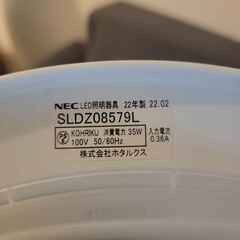 NEC LED照明器具 22年製 22.02
SLDZ08579L
KOHRIKU 消費電力 35W 入力電流
100V 50/60Hz 0.36A
株式会社ホタルクス